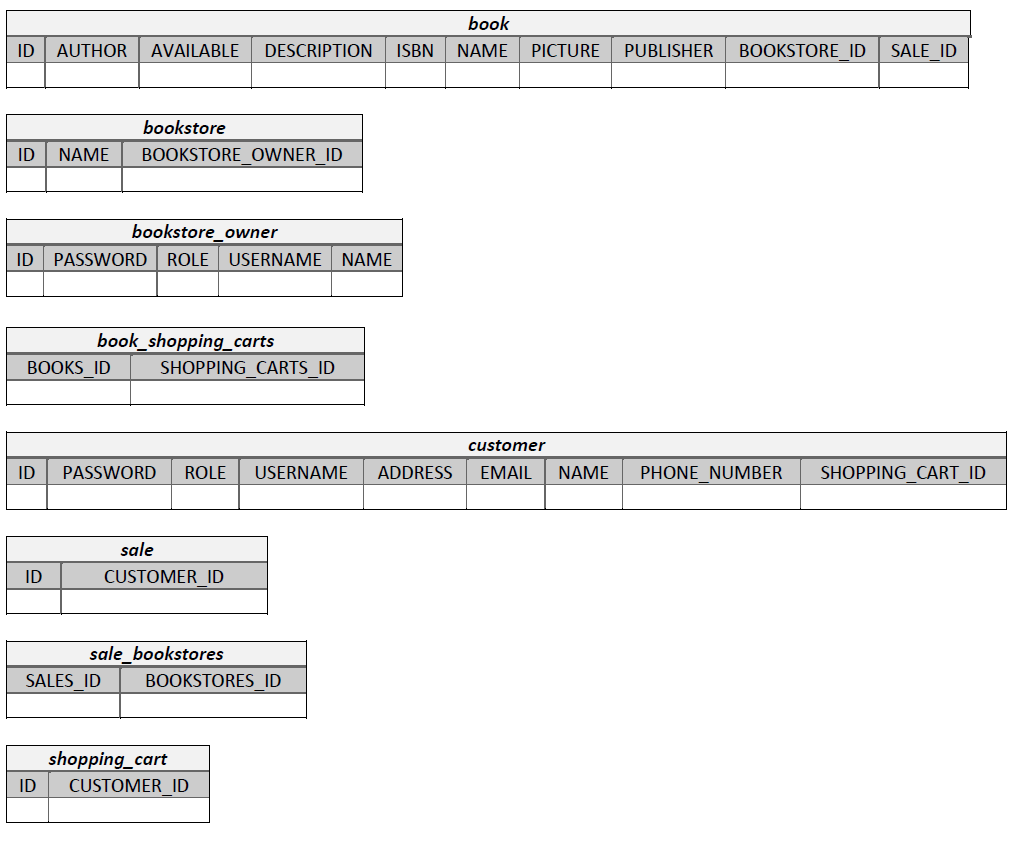 book
ID AUTHOR AVAILABLE DESCRIPTION ISBN NAME PICTURE PUBLISHER BOOKSTORE_ID SALE_ID
bookstore
ID NAME BOOKSTORE_OWNER_ID
bookstore_owner
ID PASSWORD ROLE USERNAME NAME
book_shopping_carts
BOOKS_ID SHOPPING_CARTS_ID
customer
ID PASSWORD ROLE USERNAME ADDRESS EMAIL NAME PHONE_NUMBER SHOPPING_CART_ID
sale
ID CUSTOMER_ID
sale_bookstores
SALES_ID BOOKSTORES_ID
shopping_cart
ID CUSTOMER_ID